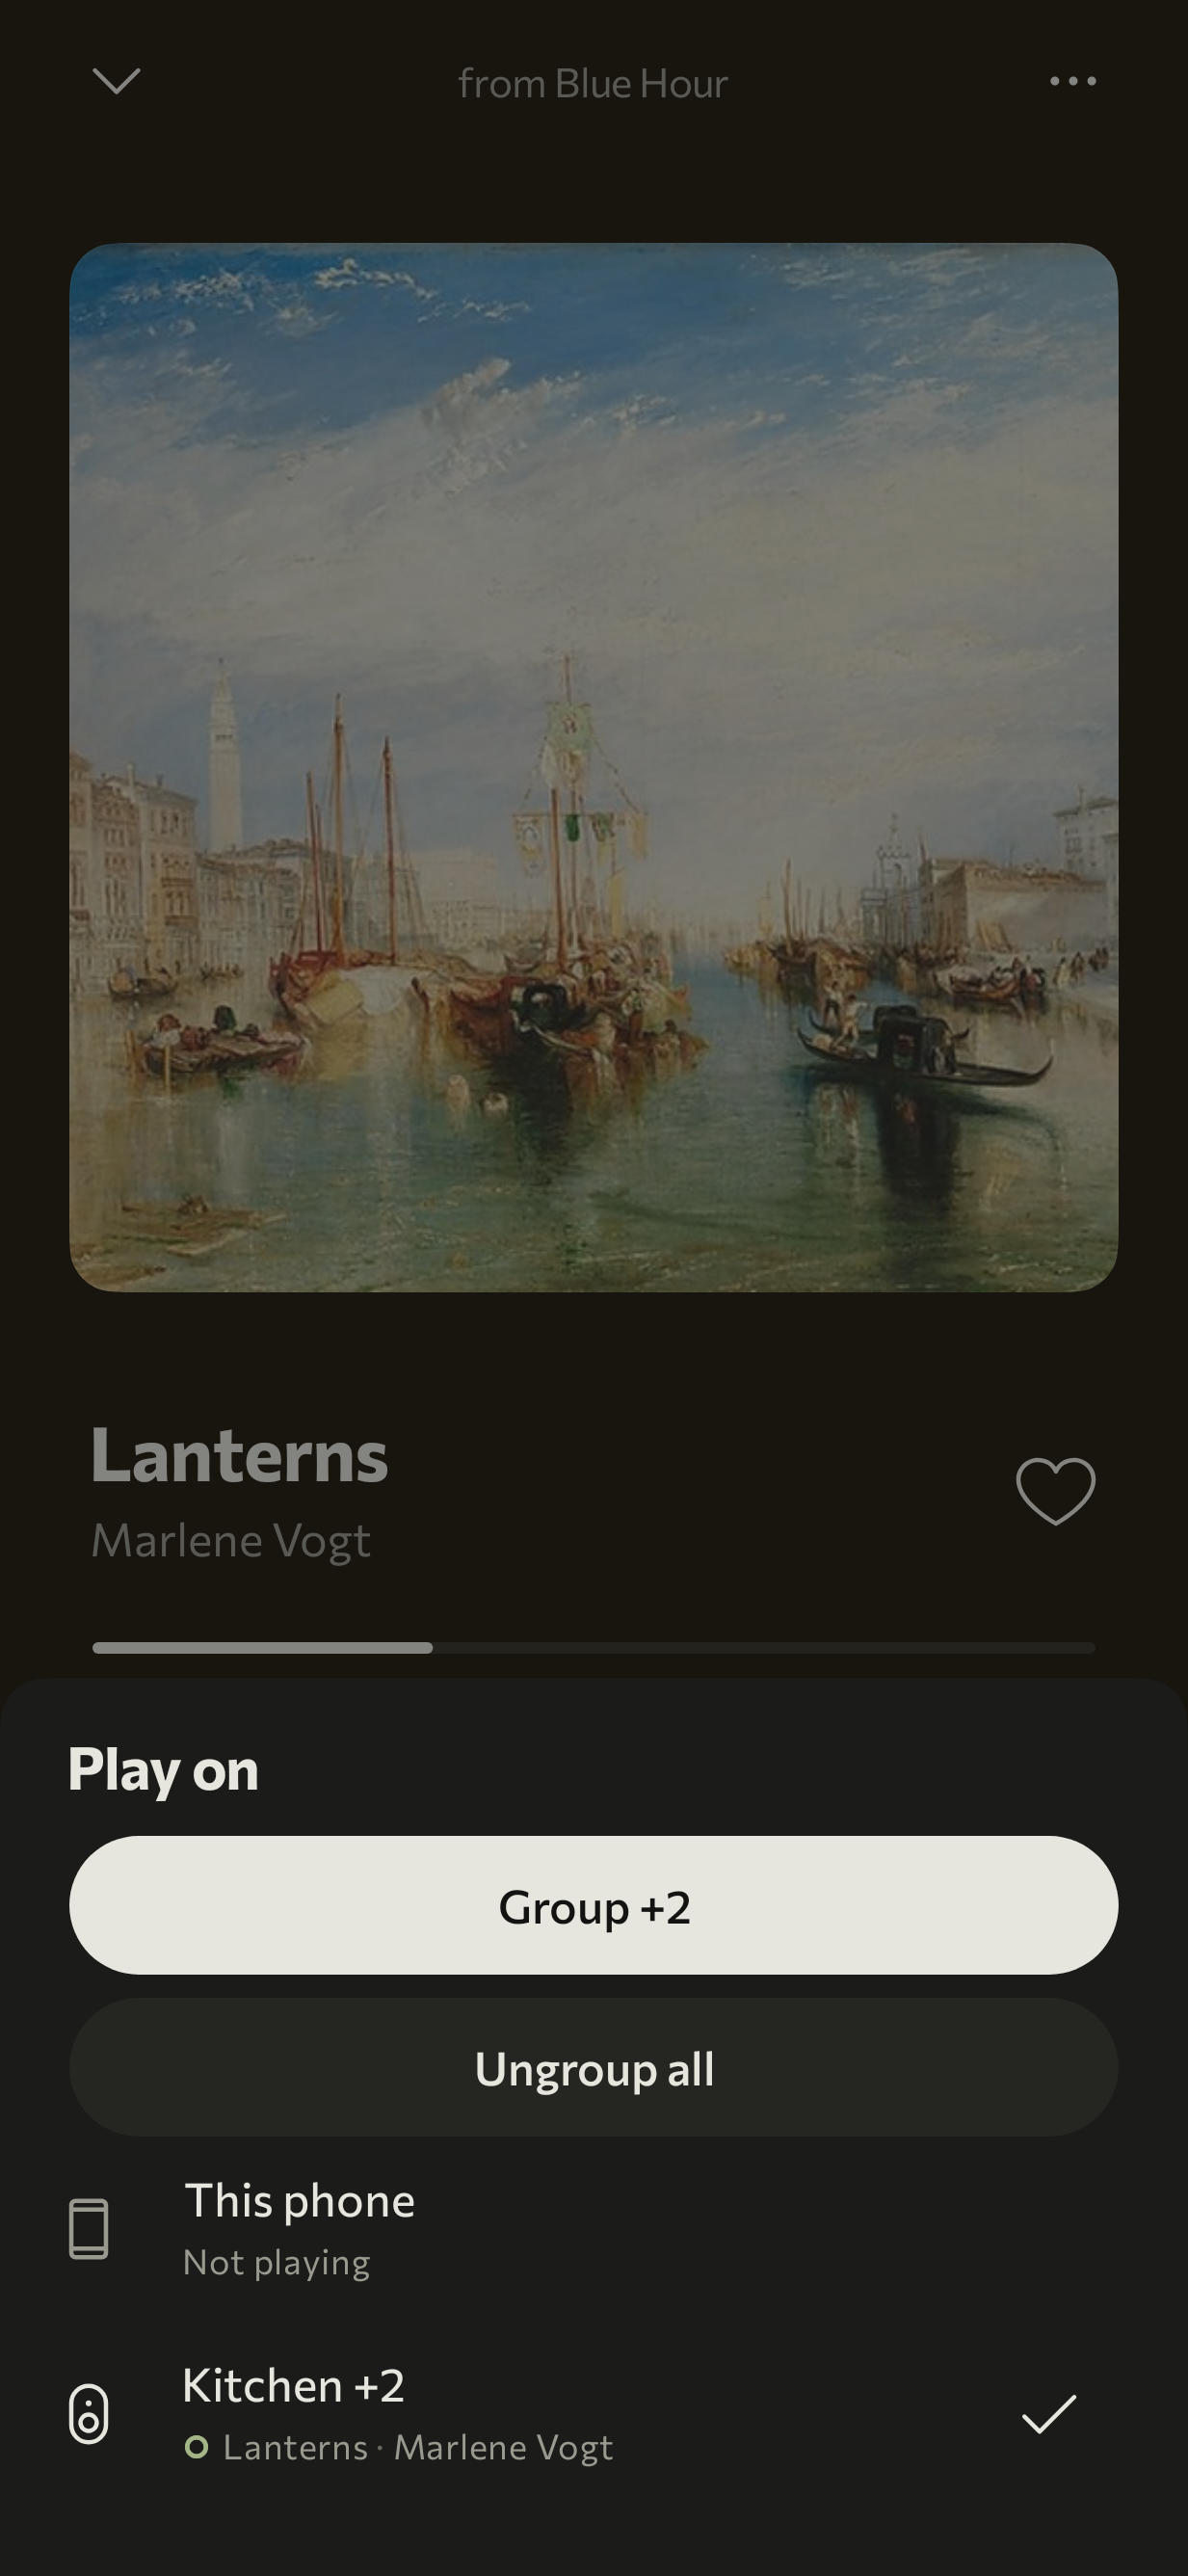 from Blue Hour
Lanterns
Marlene Vogt
Play on
Group +2
Ungroup all
This phone
Not playing
Kitchen +2
Lanterns · Marlene Vogt